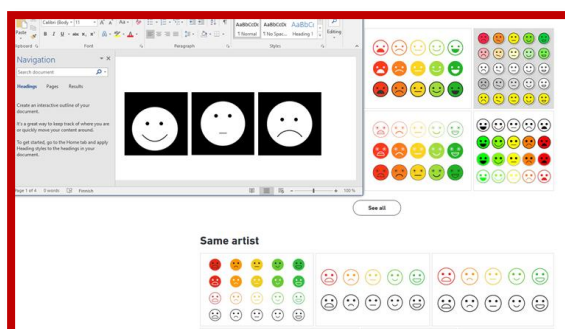 Calibri (Body)
11
Paste
AaBbCcDc AaBbCcDc AaBbCc
1 Normal 1 No Spac... Heading 1
Editing
Clipboard
Font
Paragraph
Styles
Navigation
Search document
Headings Pages Results
Create an interactive outline of your
document.
It's a great way to keep track of where you are
or quickly move your content around.
To get started, go to the Home tab and apply
Heading styles to the headings in your
document.
Page 1 of 4 0 words French
100 %
See all
Same artist